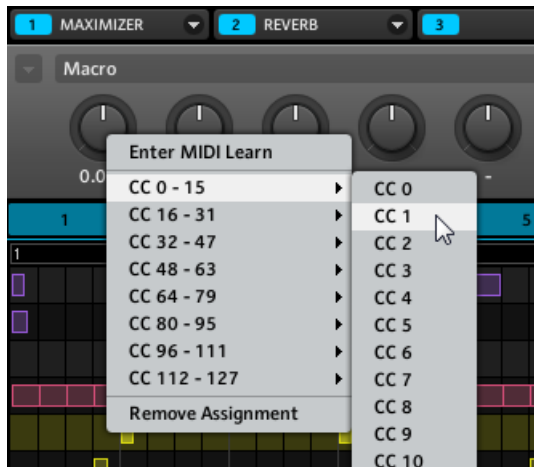 1 MAXIMIZER 2 REVERB 3
Macro
0.0
-
Enter MIDI Learn
CC 0 - 15
CC 16 - 31
CC 32 - 47
CC 48 - 63
CC 64 - 79
CC 80 - 95
CC 96 - 111
CC 112 - 127
Remove Assignment
CC 0
CC 1
CC 2
CC 3
CC 4
CC 5
CC 6
CC 7
CC 8
CC 9
CC 10
1 5
1